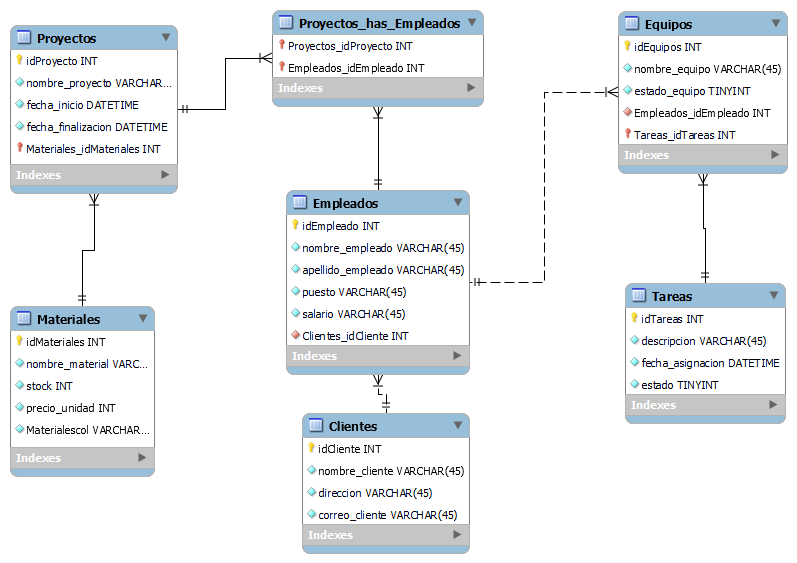 Proyectos
idProyecto INT
nombre_proyecto VARCHAR...
fecha_inicio DATETIME
fecha_finalizacion DATETIME
Materiales_idMateriales INT
Indexes
Proyectos_has_Empleados
Proyectos_idProyecto INT
Empleados_idEmpleado INT
Indexes
Equipos
idEquipos INT
nombre_equipo VARCHAR(45)
estado_equipo TINYINT
Empleados_idEmpleado INT
Tareas_idTareas INT
Indexes
Empleados
idEmpleado INT
nombre_empleado VARCHAR(45)
apellido_empleado VARCHAR(45)
puesto VARCHAR(45)
salario VARCHAR(45)
Clientes_idCliente INT
Indexes
Materiales
idMateriales INT
nombre_material VARC...
stock INT
precio_unidad INT
Materialescol VARCHAR...
Indexes
Tareas
idTareas INT
descripcion VARCHAR(45)
fecha_asignacion DATETIME
estado TINYINT
Indexes
Clientes
idCliente INT
nombre_cliente VARCHAR(45)
direccion VARCHAR(45)
correo_cliente VARCHAR(45)
Indexes